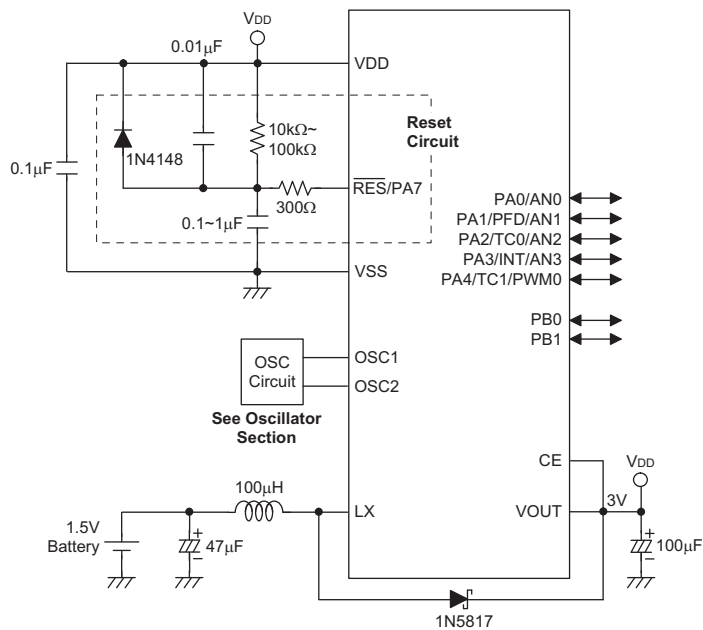 VDD
0.01μF
VDD
Reset
Circuit
10kΩ~
100kΩ
1N4148
0.1μF
RES/PA7
300Ω
0.1~1μF
VSS
PA0/AN0
PA1/PFD/AN1
PA2/TC0/AN2
PA3/INT/AN3
PA4/TC1/PWM0
PB0
PB1
OSC
Circuit
OSC1
OSC2
See Oscillator
Section
CE
VDD
100μH
LX
VOUT
3V
1.5V
Battery
+
-
47μF
+
-
100μF
1N5817